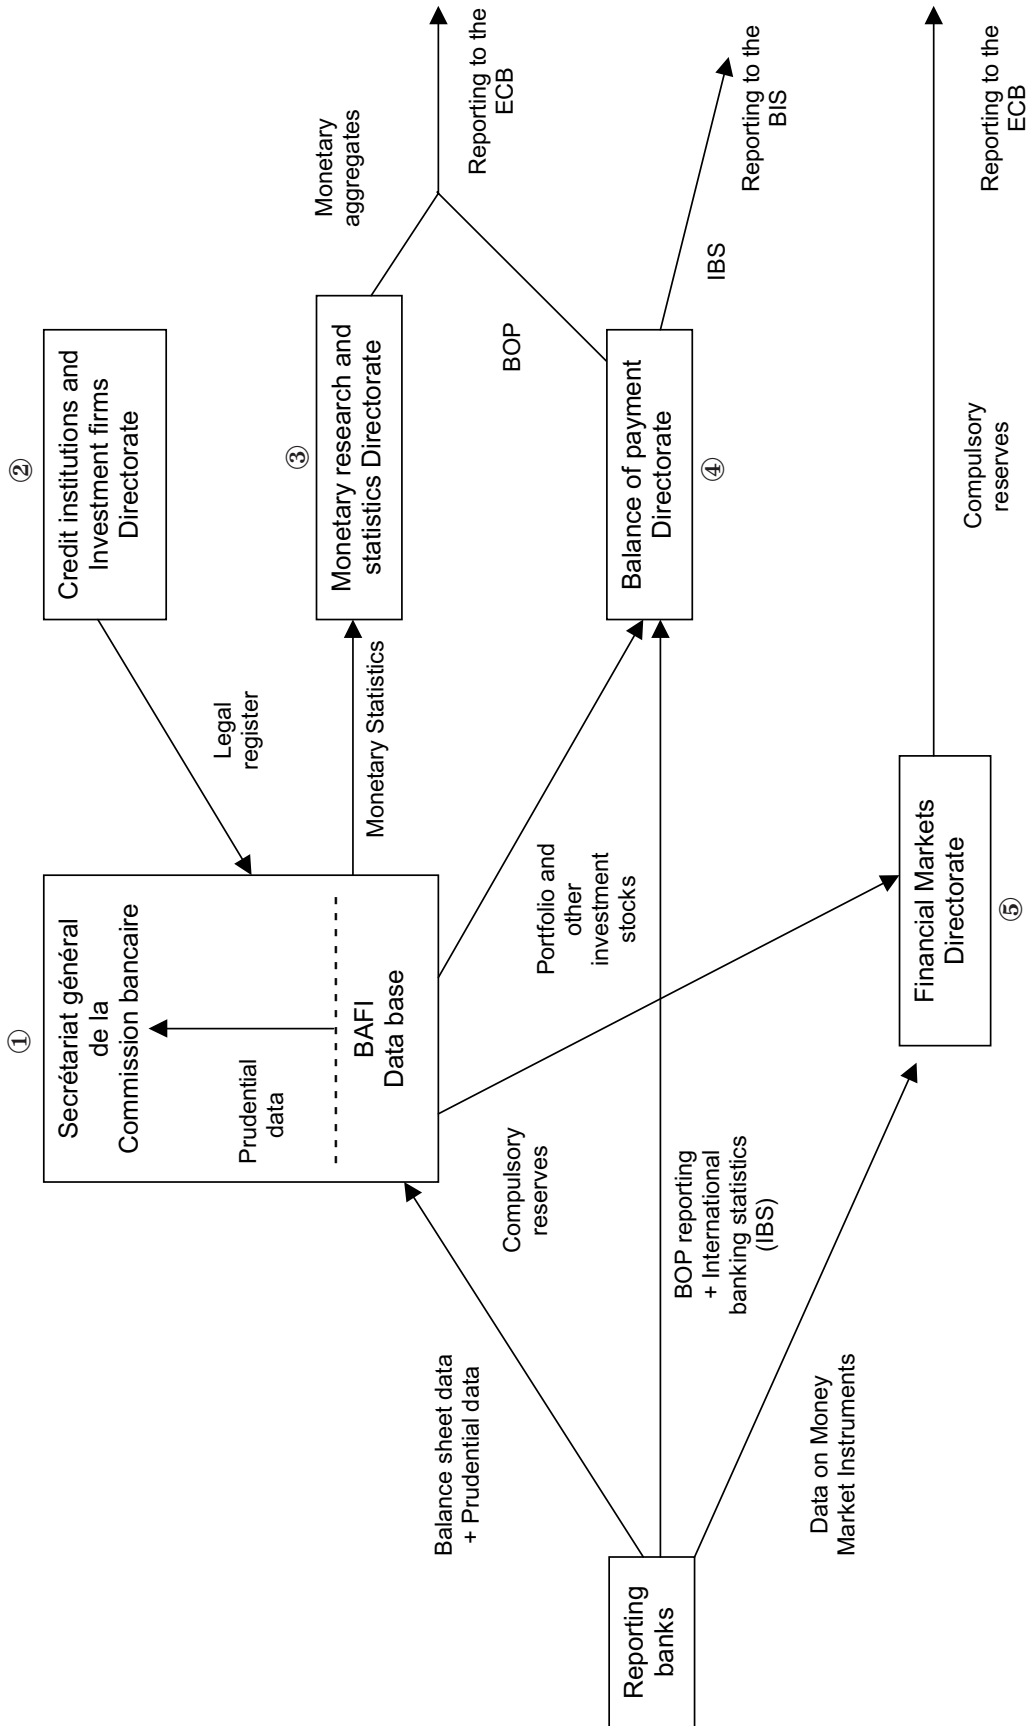 ①
Secrétariat général
de la
Commission bancaire
Prudential
data
BAFI
Data base
②
Credit institutions and
Investment firms
Directorate
Legal
register
③
Monetary research and
statistics Directorate
Monetary Statistics
Monetary
aggregates
Reporting to the
ECB
BOP
Balance of payment
Directorate
④
IBS
Reporting to the
BIS
Portfolio and
other
investment
stocks
Compulsory
reserves
Balance sheet data
+ Prudential data
BOP reporting
+ International
banking statistics
(IBS)
Reporting
banks
Data on Money
Market Instruments
Financial Markets
Directorate
⑤
Compulsory
reserves
Reporting to the
ECB